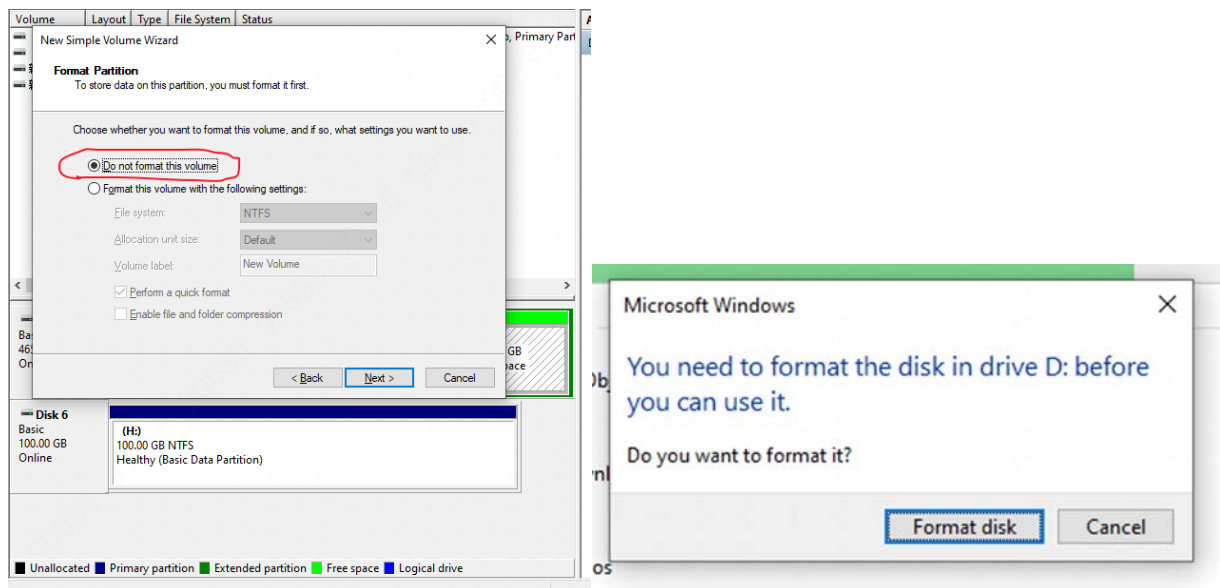 Volume Layout Type File System Status
New Simple Volume Wizard
, Primary Part
Format Partition
To store data on this partition, you must format it first.
Choose whether you want to format this volume, and if so, what settings you want to use.
Do not format this volume
Format this volume with the following settings:
File system: NTFS
Allocation unit size: Default
Volume label: New Volume
Perform a quick format
Enable file and folder compression
< Back Next > Cancel
Ba
465
On
GB
pace
Disk 6
Basic
100.00 GB
Online
(H:)
100.00 GB NTFS
Healthy (Basic Data Partition)
Unallocated Primary partition Extended partition Free space Logical drive
Microsoft Windows
You need to format the disk in drive D: before
you can use it.
Do you want to format it?
Format disk Cancel
os